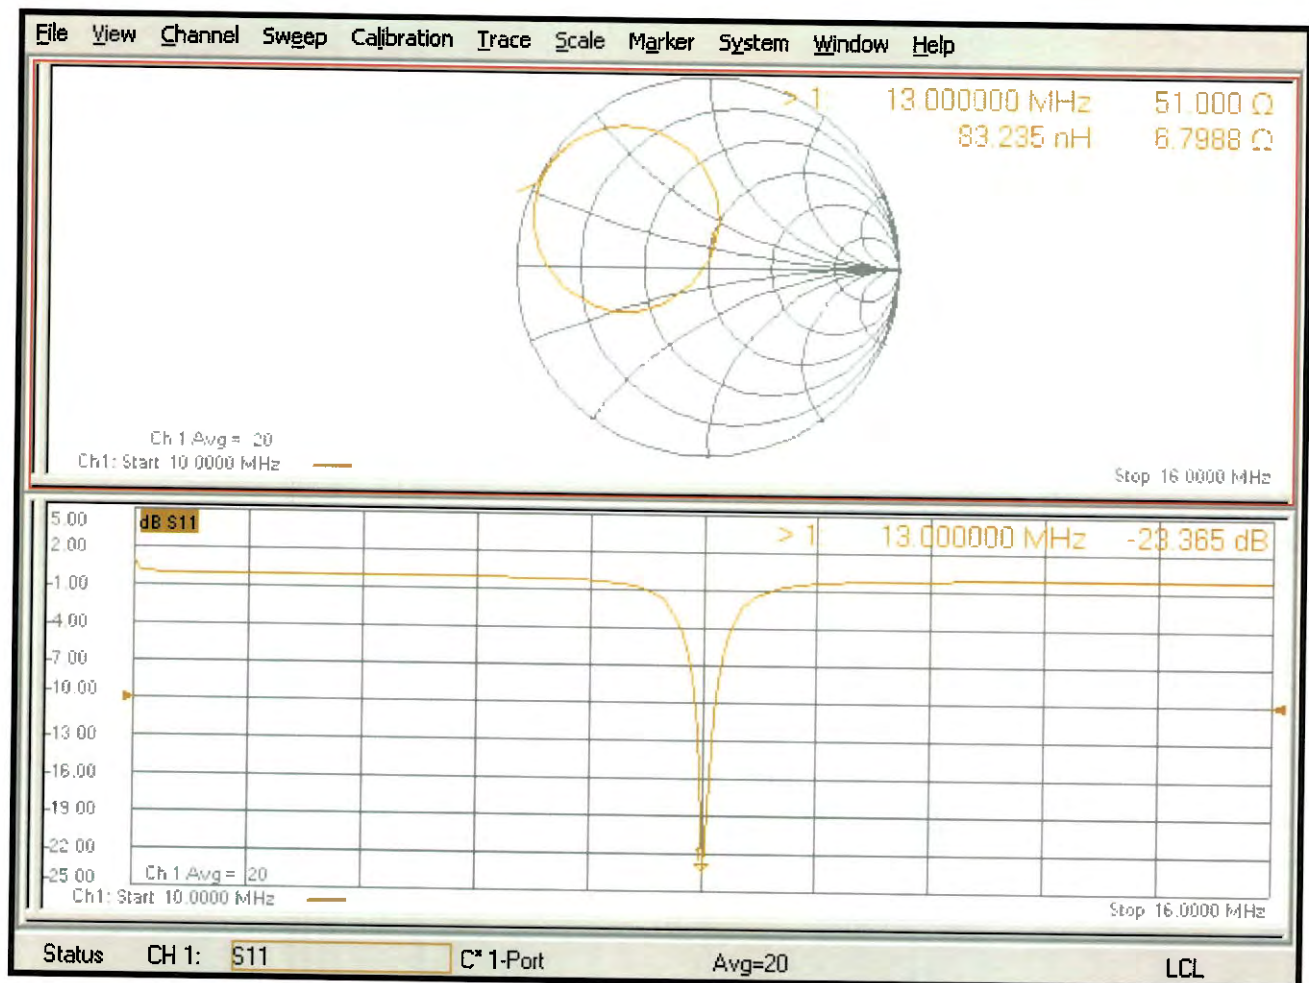 File View Channel Sweep Calibration Trace Scale Marker System Window Help
> 1: 13.000000 MHz 51.000 Ω
83.235 nH 6.7988 Ω
Ch 1 Avg = 20
Ch1: Start 10.0000 MHz
Stop 16.0000 MHz
5.00
dB S11
> 1: 13.000000 MHz -23.365 dB
2.00
-1.00
-4.00
-7.00
-10.00
-13.00
-16.00
-19.00
-22.00
-25.00
Ch 1 Avg = 20
Ch1: Start 10.0000 MHz
Stop 16.0000 MHz
Status CH 1: S11 C* 1-Port Avg=20 LCL